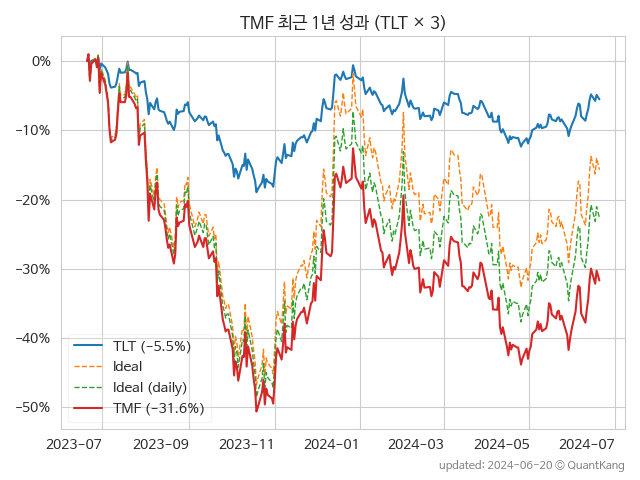 TMF 최근 1년 성과 (TLT × 3)
0%
−10%
−20%
−30%
−40%
−50%
TLT (−5.5%)
Ideal
Ideal (daily)
TMF (−31.6%)
2023−07
2023−09
2023−11
2024−01
2024−03
2024−05
2024−07
updated: 2024−06−20 © QuantKang